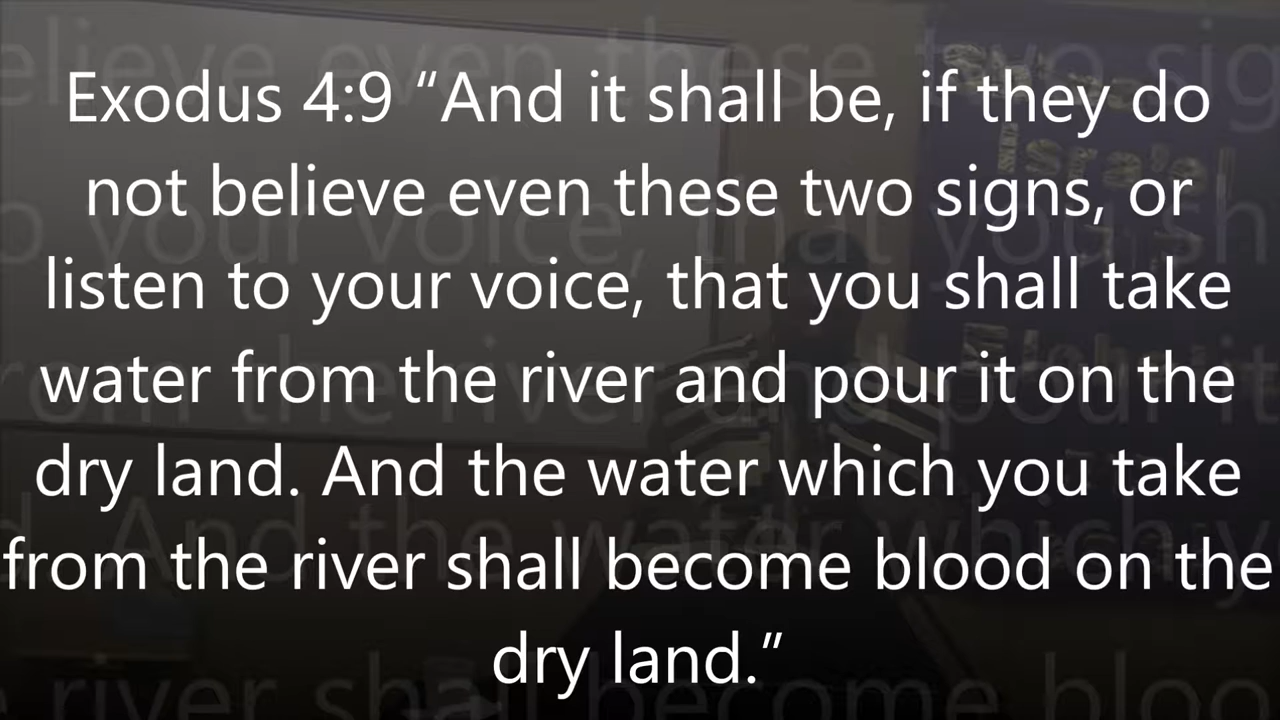 Exodus 4:9 “And it shall be, if they do
not believe even these two signs, or
listen to your voice, that you shall take
water from the river and pour it on the
dry land. And the water which you take
from the river shall become blood on the
dry land.”